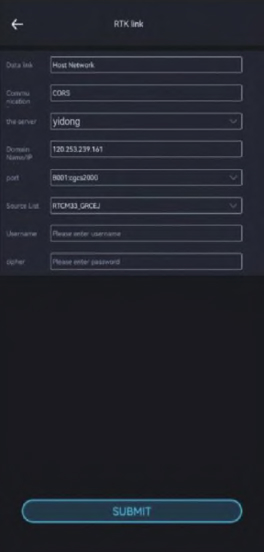 RTK link
Data link
Host Network
Commu
nication
CORS
the server
yidong
Domain
Name/IP
120.253.239.161
port
8001:cgcs2000
Source List
RTCM33_GRCEJ
Username
Please enter username
cipher
Please enter password
SUBMIT